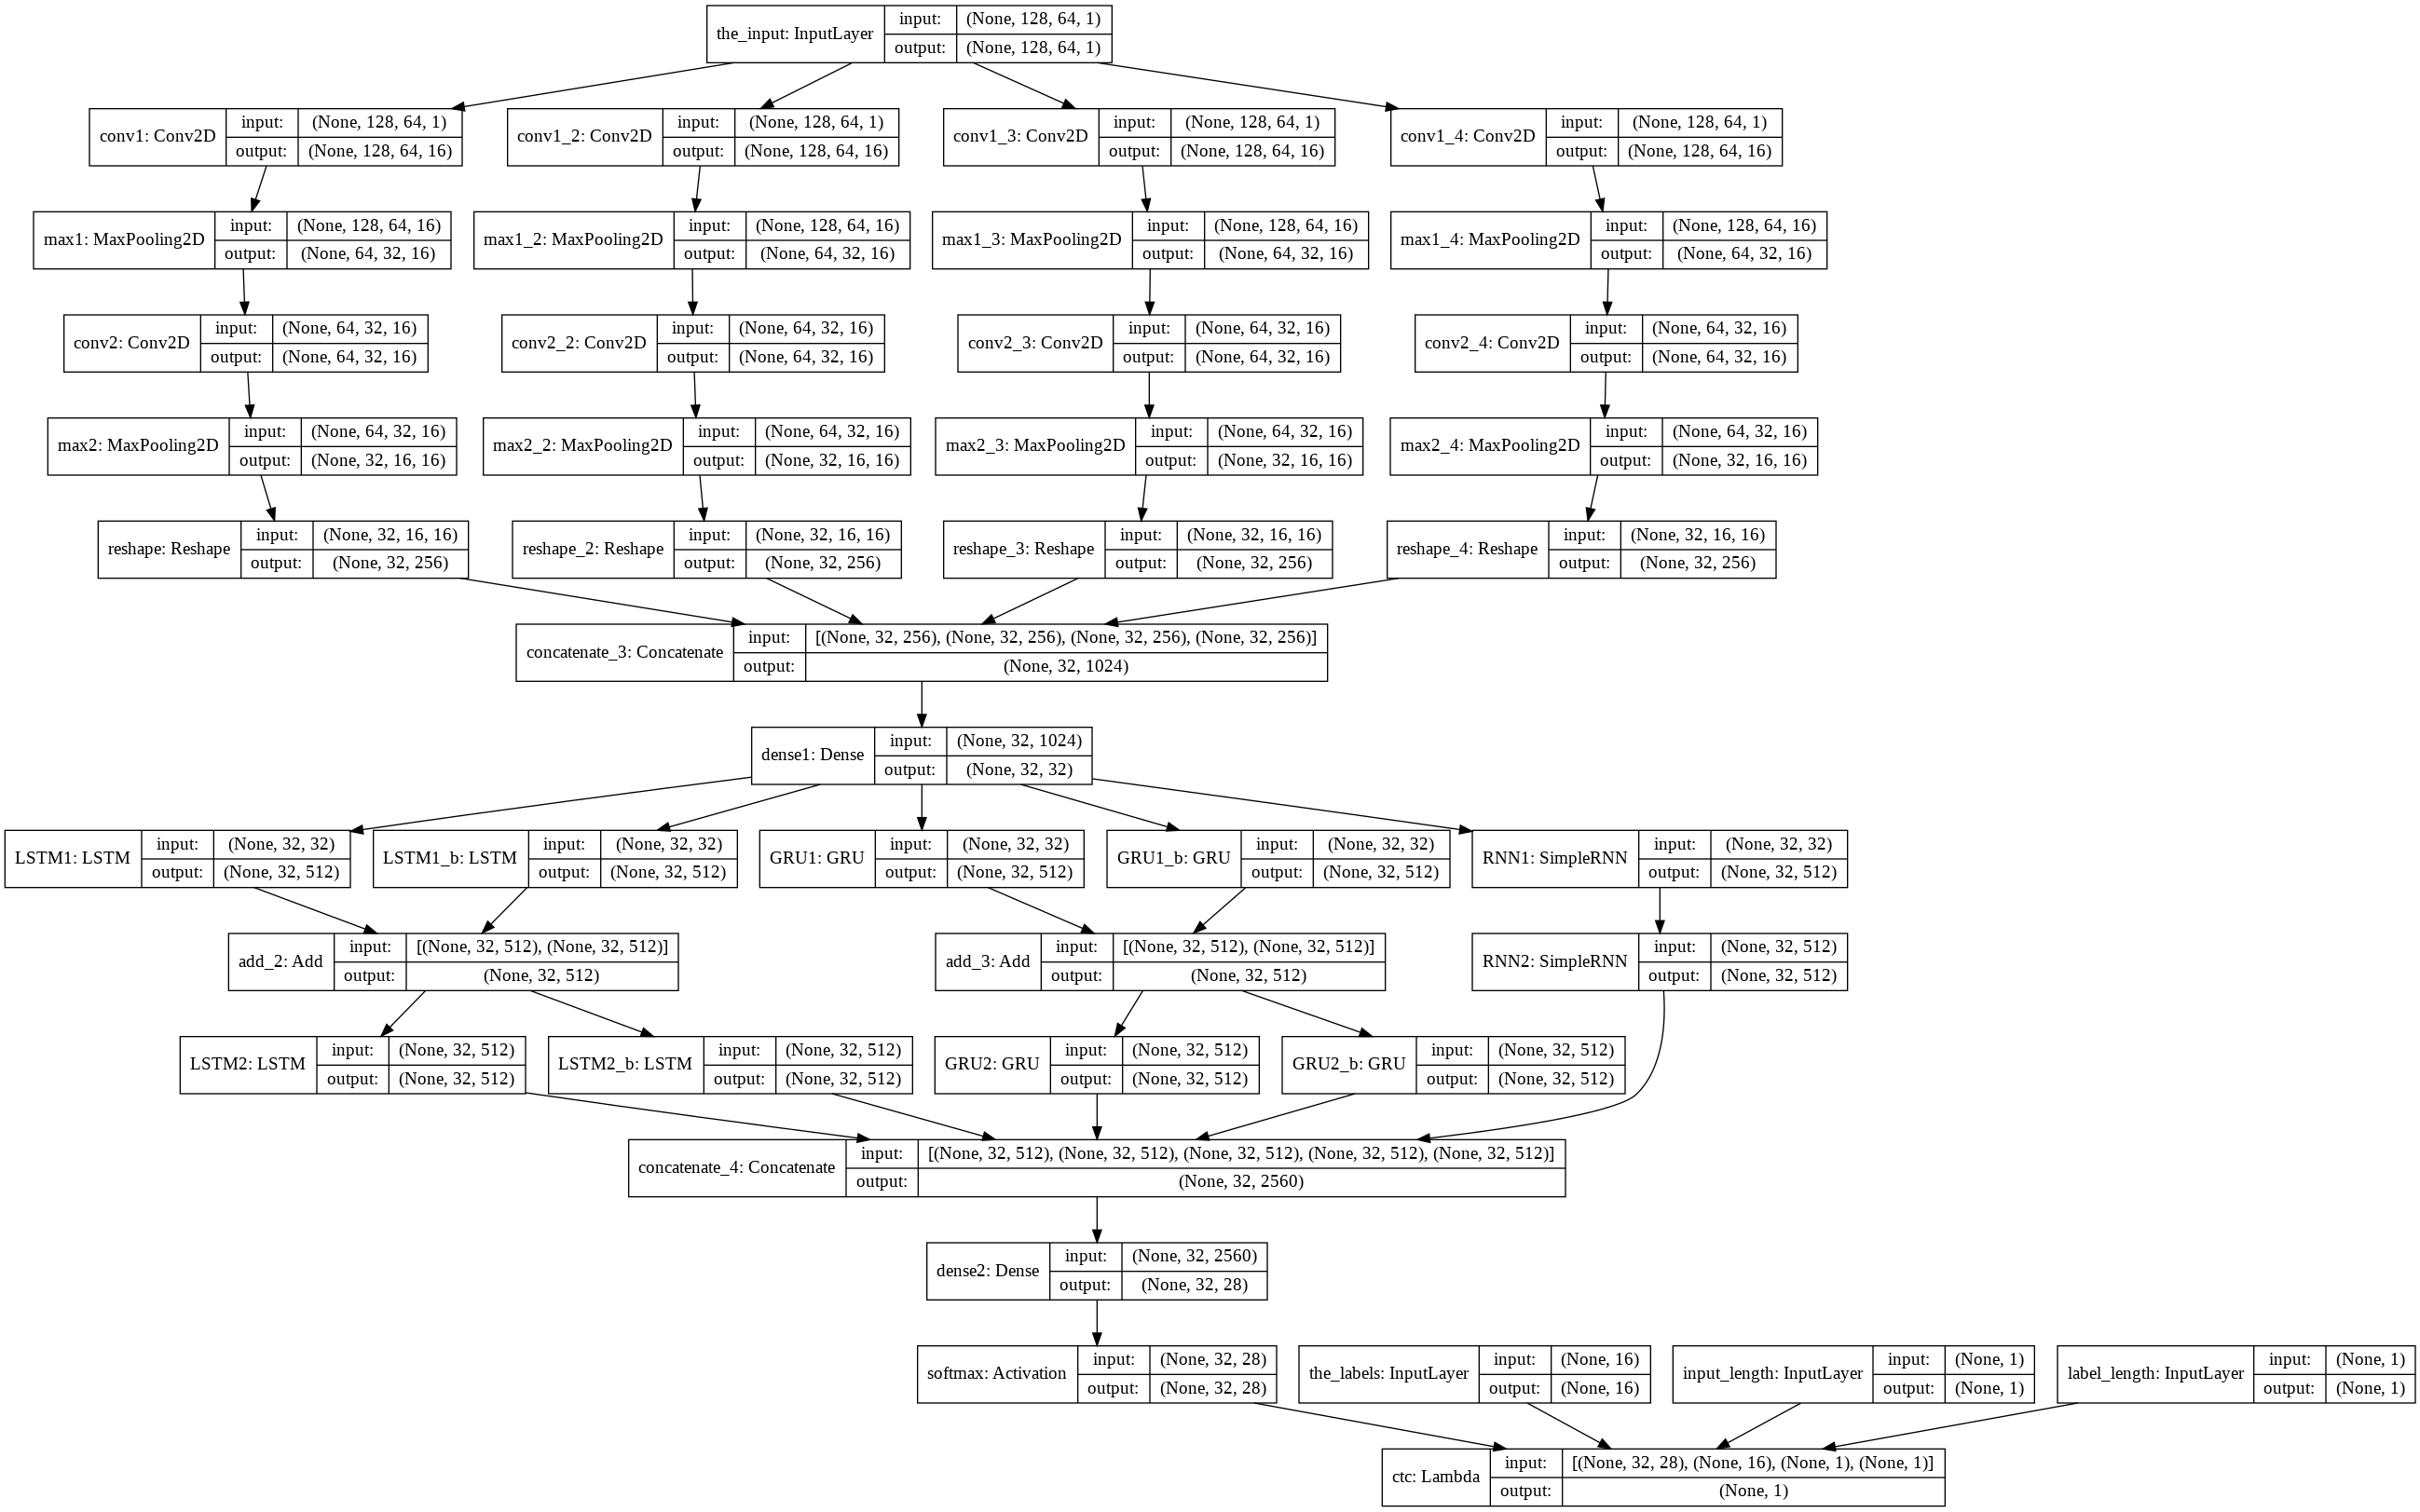 the_input: InputLayer
input: (None, 128, 64, 1)
output: (None, 128, 64, 1)
conv1: Conv2D
input: (None, 128, 64, 1)
output: (None, 128, 64, 16)
conv1_2: Conv2D
input: (None, 128, 64, 1)
output: (None, 128, 64, 16)
conv1_3: Conv2D
input: (None, 128, 64, 1)
output: (None, 128, 64, 16)
conv1_4: Conv2D
input: (None, 128, 64, 1)
output: (None, 128, 64, 16)
max1: MaxPooling2D
input: (None, 128, 64, 16)
output: (None, 64, 32, 16)
max1_2: MaxPooling2D
input: (None, 128, 64, 16)
output: (None, 64, 32, 16)
max1_3: MaxPooling2D
input: (None, 128, 64, 16)
output: (None, 64, 32, 16)
max1_4: MaxPooling2D
input: (None, 128, 64, 16)
output: (None, 64, 32, 16)
conv2: Conv2D
input: (None, 64, 32, 16)
output: (None, 64, 32, 16)
conv2_2: Conv2D
input: (None, 64, 32, 16)
output: (None, 64, 32, 16)
conv2_3: Conv2D
input: (None, 64, 32, 16)
output: (None, 64, 32, 16)
conv2_4: Conv2D
input: (None, 64, 32, 16)
output: (None, 64, 32, 16)
max2: MaxPooling2D
input: (None, 64, 32, 16)
output: (None, 32, 16, 16)
max2_2: MaxPooling2D
input: (None, 64, 32, 16)
output: (None, 32, 16, 16)
max2_3: MaxPooling2D
input: (None, 64, 32, 16)
output: (None, 32, 16, 16)
max2_4: MaxPooling2D
input: (None, 64, 32, 16)
output: (None, 32, 16, 16)
reshape: Reshape
input: (None, 32, 16, 16)
output: (None, 32, 256)
reshape_2: Reshape
input: (None, 32, 16, 16)
output: (None, 32, 256)
reshape_3: Reshape
input: (None, 32, 16, 16)
output: (None, 32, 256)
reshape_4: Reshape
input: (None, 32, 16, 16)
output: (None, 32, 256)
concatenate_3: Concatenate
input: [(None, 32, 256), (None, 32, 256), (None, 32, 256), (None, 32, 256)]
output: (None, 32, 1024)
dense1: Dense
input: (None, 32, 1024)
output: (None, 32, 32)
LSTM1: LSTM
input: (None, 32, 32)
output: (None, 32, 512)
LSTM1_b: LSTM
input: (None, 32, 32)
output: (None, 32, 512)
GRU1: GRU
input: (None, 32, 32)
output: (None, 32, 512)
GRU1_b: GRU
input: (None, 32, 32)
output: (None, 32, 512)
RNN1: SimpleRNN
input: (None, 32, 32)
output: (None, 32, 512)
add_2: Add
input: [(None, 32, 512), (None, 32, 512)]
output: (None, 32, 512)
add_3: Add
input: [(None, 32, 512), (None, 32, 512)]
output: (None, 32, 512)
RNN2: SimpleRNN
input: (None, 32, 512)
output: (None, 32, 512)
LSTM2: LSTM
input: (None, 32, 512)
output: (None, 32, 512)
LSTM2_b: LSTM
input: (None, 32, 512)
output: (None, 32, 512)
GRU2: GRU
input: (None, 32, 512)
output: (None, 32, 512)
GRU2_b: GRU
input: (None, 32, 512)
output: (None, 32, 512)
concatenate_4: Concatenate
input: [(None, 32, 512), (None, 32, 512), (None, 32, 512), (None, 32, 512), (None, 32, 512)]
output: (None, 32, 2560)
dense2: Dense
input: (None, 32, 2560)
output: (None, 32, 28)
softmax: Activation
input: (None, 32, 28)
output: (None, 32, 28)
the_labels: InputLayer
input: (None, 16)
output: (None, 16)
input_length: InputLayer
input: (None, 1)
output: (None, 1)
label_length: InputLayer
input: (None, 1)
output: (None, 1)
ctc: Lambda
input: [(None, 32, 28), (None, 16), (None, 1), (None, 1)]
output: (None, 1)